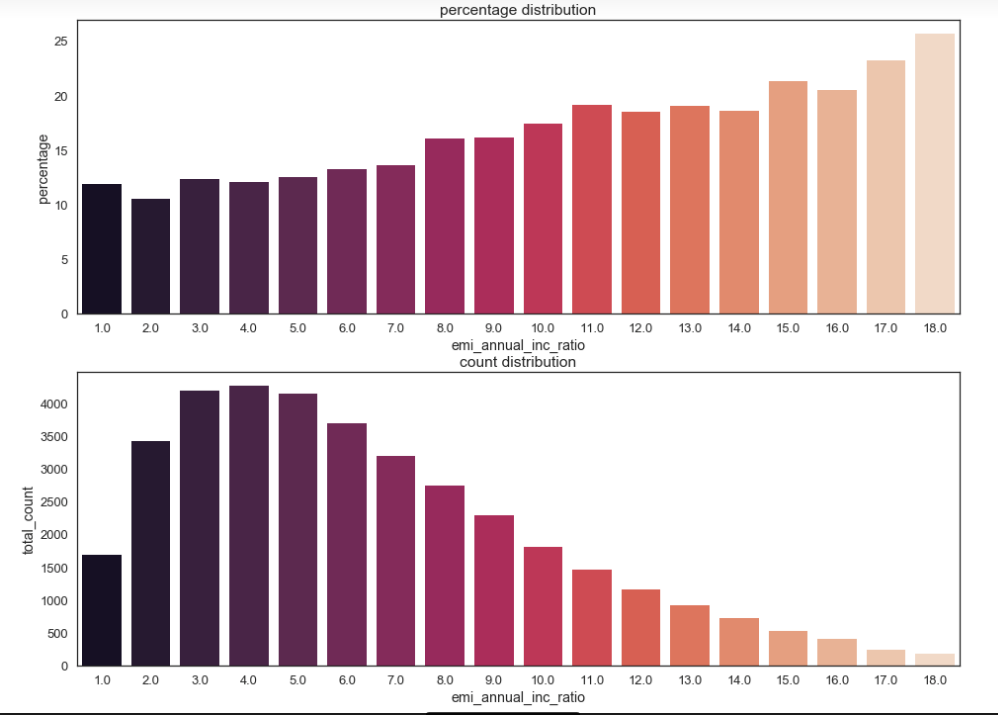 percentage distribution
25
20
15
10
5
0
percentage
1.0 2.0 3.0 4.0 5.0 6.0 7.0 8.0 9.0 10.0 11.0 12.0 13.0 14.0 15.0 16.0 17.0 18.0
emi_annual_inc_ratio
count distribution
4000
3500
3000
2500
2000
1500
1000
500
0
total_count
1.0 2.0 3.0 4.0 5.0 6.0 7.0 8.0 9.0 10.0 11.0 12.0 13.0 14.0 15.0 16.0 17.0 18.0
emi_annual_inc_ratio